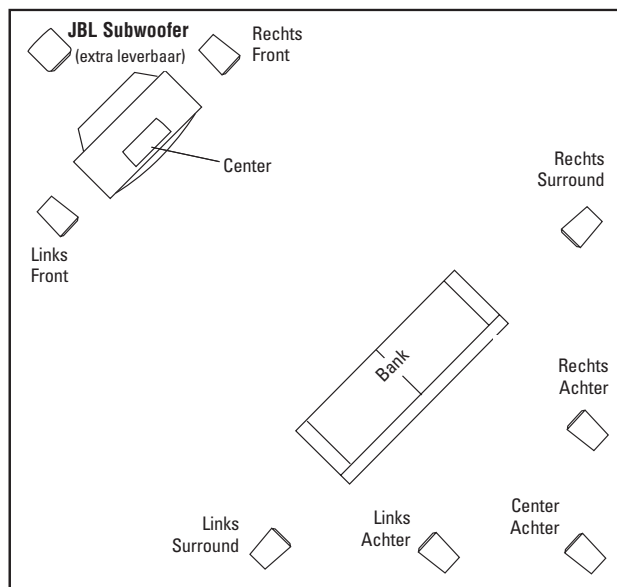 JBL Subwoofer
(extra leverbaar)
Rechts
Front
Center
Links
Front
Rechts
Surround
Bank
Rechts
Achter
Links
Surround
Links
Achter
Center
Achter